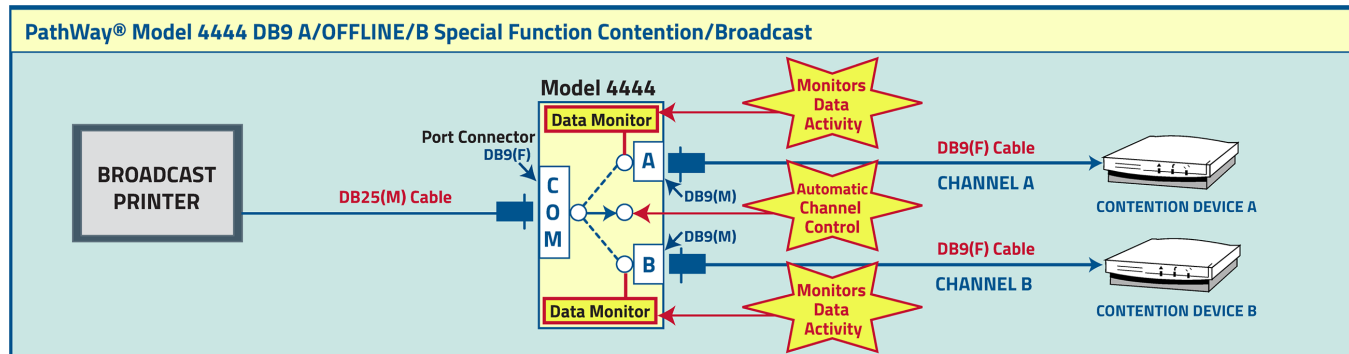 PathWay® Model 4444 DB9 A/OFFLINE/B Special Function Contention/Broadcast
BROADCAST
PRINTER
DB25(M) Cable
Model 4444
Port Connector
DB9(F)
C
O
M
Data Monitor
A
DB9(M)
DB9(M)
B
Data Monitor
Monitors
Data
Activity
Automatic
Channel
Control
Monitors
Data
Activity
DB9(F) Cable
CHANNEL A
CONTENTION DEVICE A
DB9(F) Cable
CHANNEL B
CONTENTION DEVICE B